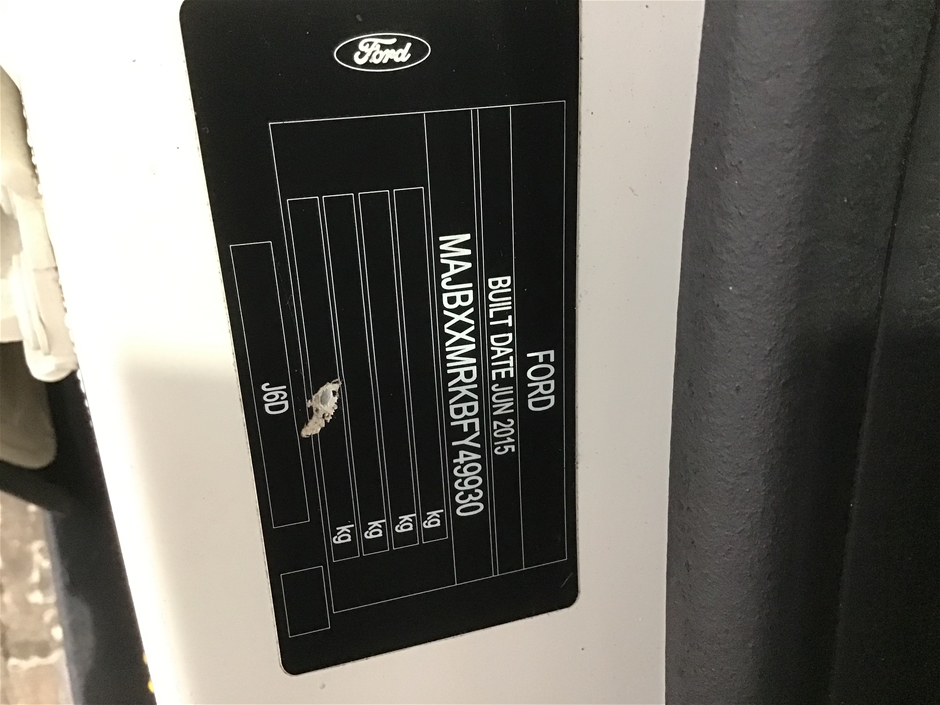 Ford
FORD
BUILT DATE JUN 2015
MAJBXXMRKBFY49930
kg
kg
kg
kg
J6D